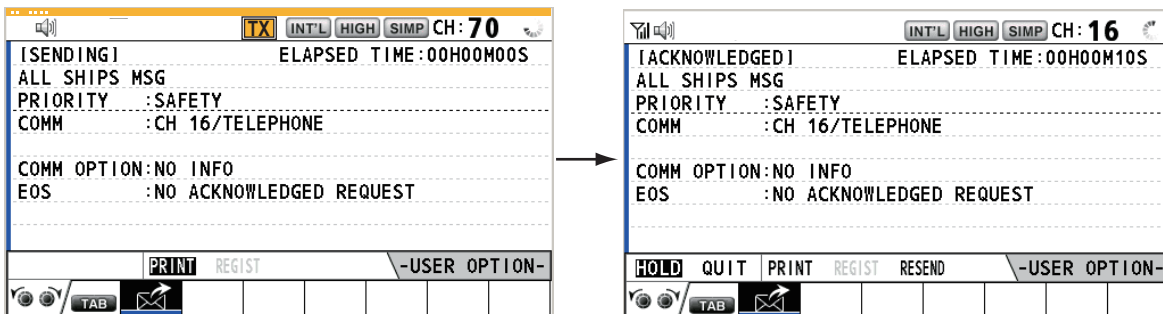 TX INT'L HIGH SIMP CH:70
[SENDING] ELAPSED TIME:00H00M00S
ALL SHIPS MSG
PRIORITY :SAFETY
COMM :CH 16/TELEPHONE
COMM OPTION:NO INFO
EOS :NO ACKNOWLEDGED REQUEST
PRINT REGIST -USER OPTION-
TAB
INT'L HIGH SIMP CH:16
[ACKNOWLEDGED] ELAPSED TIME:00H00M10S
ALL SHIPS MSG
PRIORITY :SAFETY
COMM :CH 16/TELEPHONE
COMM OPTION:NO INFO
EOS :NO ACKNOWLEDGED REQUEST
HOLD QUIT PRINT REGIST RESEND -USER OPTION-
TAB